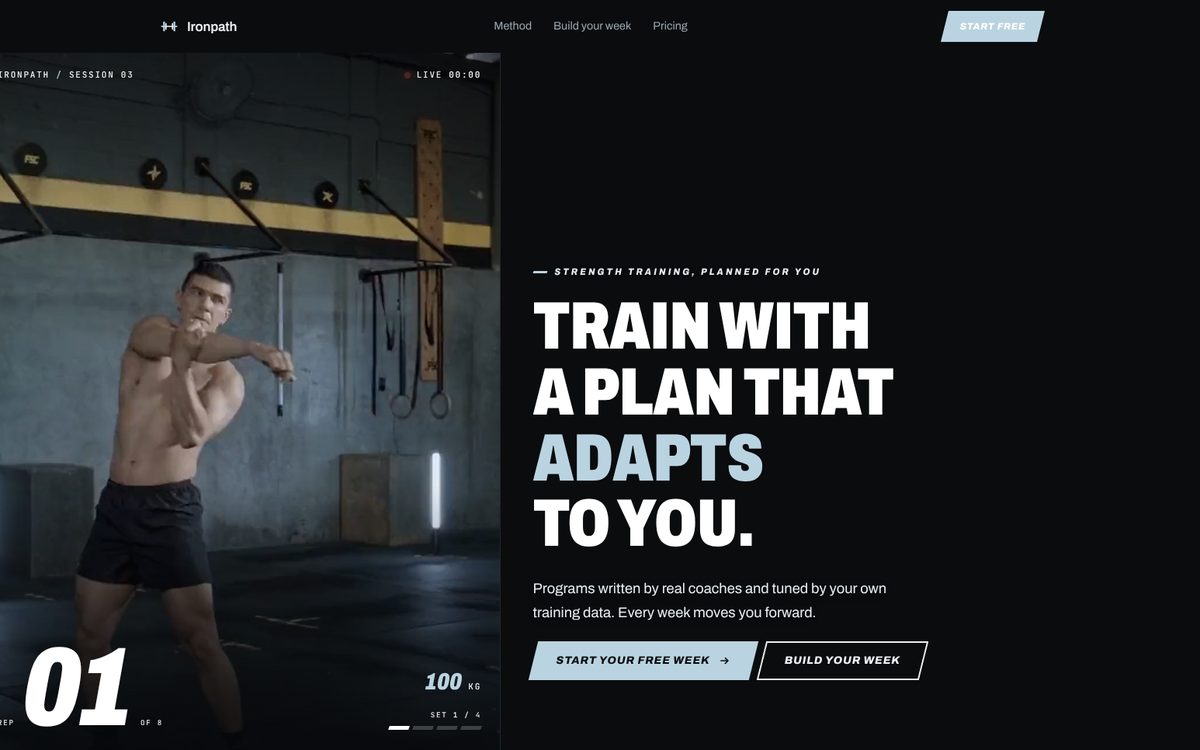 Ironpath
Method
Build your week
Pricing
START FREE
IRONPATH / SESSION 03
LIVE 00:00
FSC
FSC
FSC
STRENGTH TRAINING, PLANNED FOR YOU
TRAIN WITH
A PLAN THAT
ADAPTS
TO YOU.
Programs written by real coaches and tuned by your own
training data. Every week moves you forward.
START YOUR FREE WEEK →
BUILD YOUR WEEK
100 KG
SET 1 / 4
REP 01 OF 8